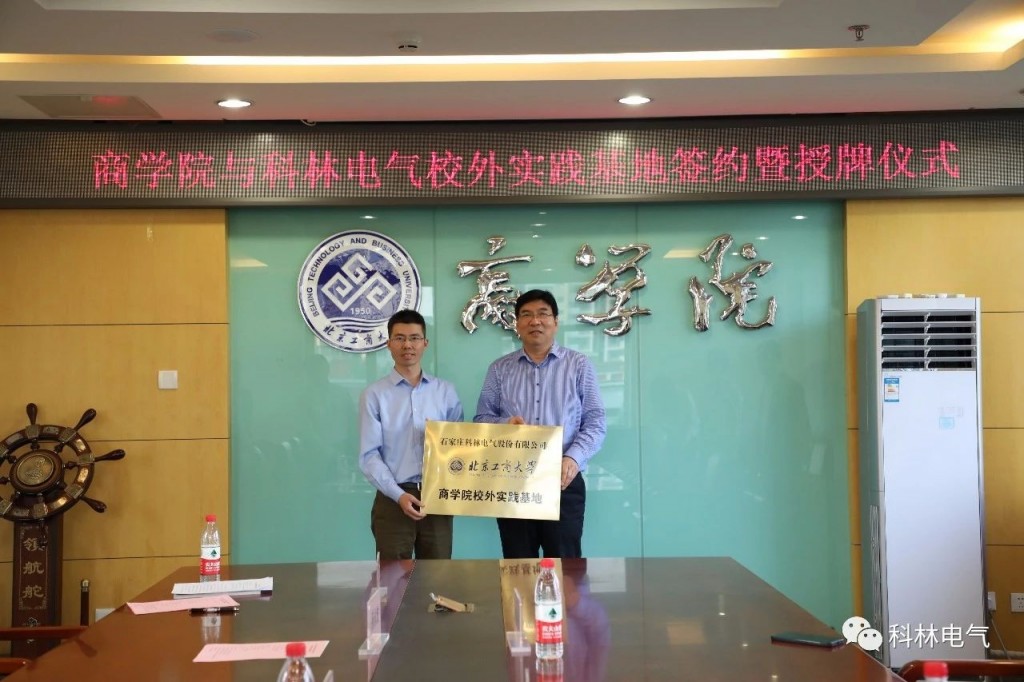 商学院与科林电气校外实践基地签约暨授牌仪式
BEIJING TECHNOLOGY AND BUSINESS UNIVERSITY
1950
北京工商大学
商学院
石家庄科林电气股份有限公司
北京工商大学
商学院校外实践基地
领航舵
科林电气